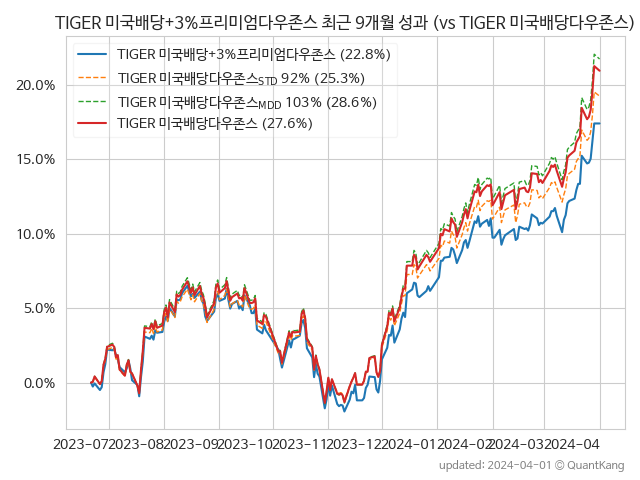 TIGER 미국배당+3%프리미엄다우존스 최근 9개월 성과 (vs TIGER 미국배당다우존스)
TIGER 미국배당+3%프리미엄다우존스 (22.8%)
TIGER 미국배당다우존스STD 92% (25.3%)
TIGER 미국배당다우존스MDD 103% (28.6%)
TIGER 미국배당다우존스 (27.6%)
20.0%
15.0%
10.0%
5.0%
0.0%
2023-07 2023-08 2023-09 2023-10 2023-11 2023-12 2024-01 2024-02 2024-03 2024-04
updated: 2024-04-01 © QuantKang